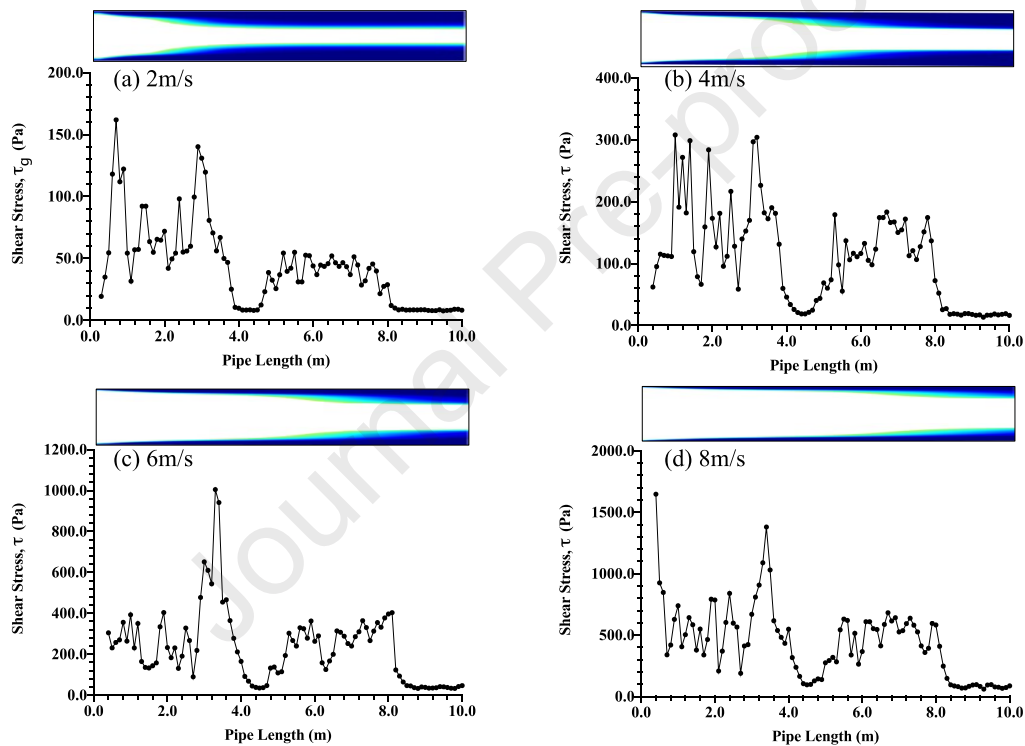 (a) 2m/s
200.0
150.0
100.0
50.0
0.0
Shear Stress, τg (Pa)
0.0 2.0 4.0 6.0 8.0 10.0
Pipe Length (m)
(b) 4m/s
400.0
300.0
200.0
100.0
0.0
Shear Stress, τ (Pa)
0.0 2.0 4.0 6.0 8.0 10.0
Pipe Length (m)
(c) 6m/s
1200.0
1000.0
800.0
600.0
400.0
200.0
0.0
Shear Stress, τ (Pa)
0.0 2.0 4.0 6.0 8.0 10.0
Pipe Length (m)
(d) 8m/s
2000.0
1500.0
1000.0
500.0
0.0
Shear Stress, τ (Pa)
0.0 2.0 4.0 6.0 8.0 10.0
Pipe Length (m)
Journal Pre-proo